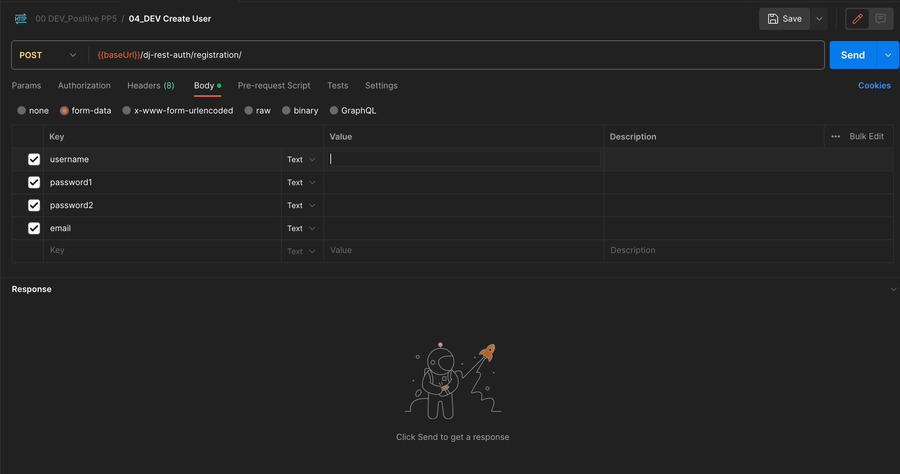 HTTP
00 DEV_Positive PP5 / 04_DEV Create User
Save
POST
{{baseUrl}}/dj-rest-auth/registration/
Send
Params Authorization Headers (8) Body Pre-request Script Tests Settings Cookies
none form-data x-www-form-urlencoded raw binary GraphQL
Key Value Description Bulk Edit
username Text
password1 Text
password2 Text
email Text
Key Text Value Description
Response
Click Send to get a response